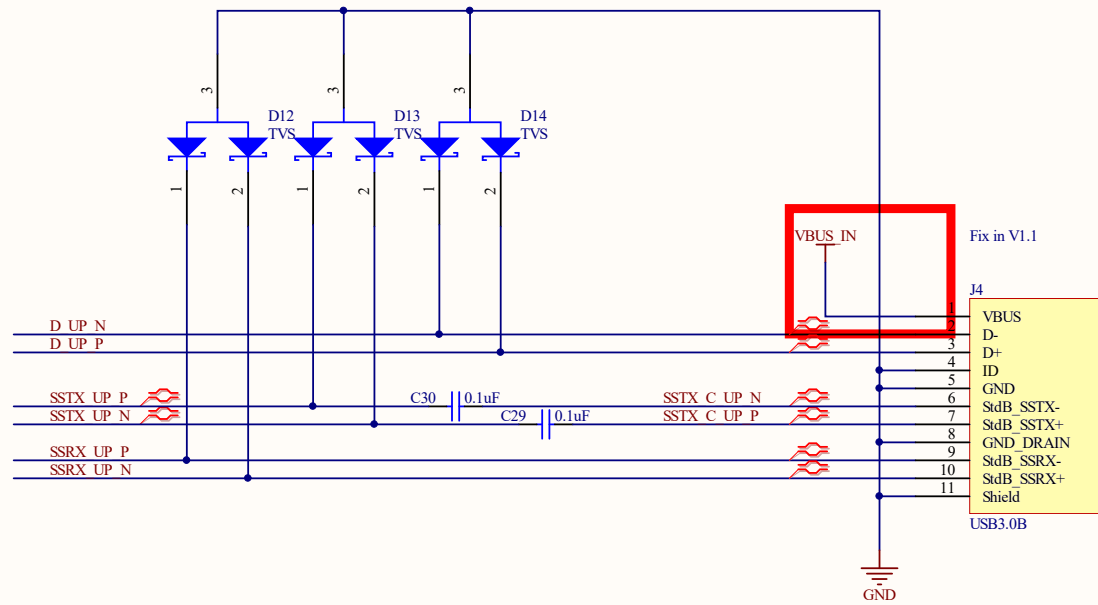 3
3
3
D12
TVS
D13
TVS
D14
TVS
1
2
1
2
1
2
VBUS_IN
Fix in V1.1
J4
D_UP_N
D_UP_P
SSTX_UP_P
SSTX_UP_N
SSRX_UP_P
SSRX_UP_N
C30
0.1uF
C29
0.1uF
SSTX_C_UP_N
SSTX_C_UP_P
1 VBUS
2 D-
3 D+
4 ID
5 GND
6 StdB_SSTX-
7 StdB_SSTX+
8 GND_DRAIN
9 StdB_SSRX-
10 StdB_SSRX+
11 Shield
USB3.0B
GND